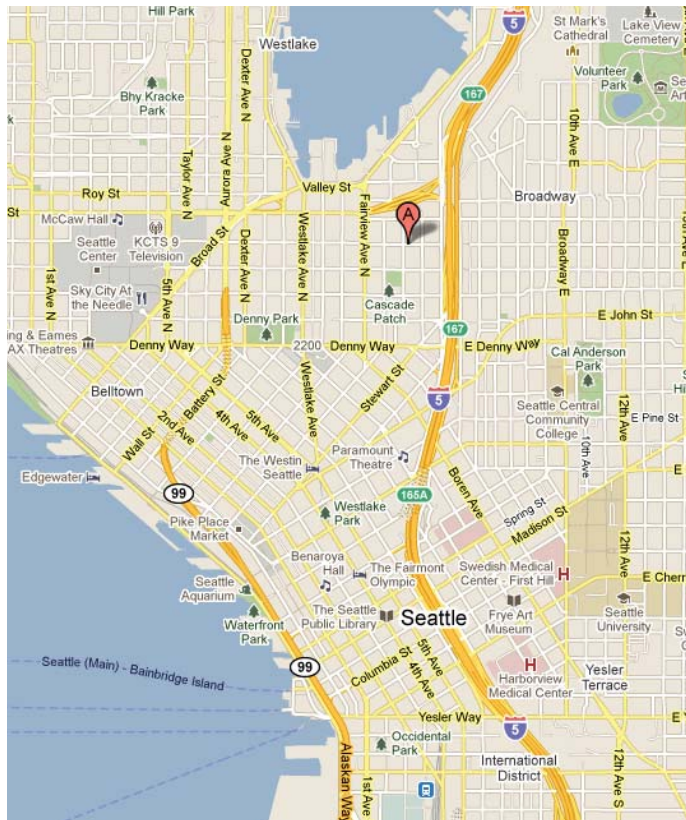 Hill Park
5
St Mark's
Cathedral
Lake View
Cemetery
Westlake
Dexter Ave N
Volunteer
Park
Bhy Kracke
Park
167
10th Ave E
Taylor Ave N
Aurora Ave N
Valley St
Roy St
Broadway
St
McCaw Hall
A
Seattle
Center
KCTS 9
Television
Broad St
Dexter Ave N
Westlake Ave N
Fairview Ave N
Broadway E
1st Ave N
5th Ave N
Sky City At
the Needle
Cascade
Patch
Denny Park
167
E John St
ing & Eames
AX Theatres
Denny Way
2200
Denny Way
E Denny Way
Cal Anderson
Park
Belltown
Battery St
Westlake Ave
Stewart St
5
Seattle Central
Community
College
12th Ave
E Pine St
10th Ave
Wall St
2nd Ave
4th Ave
5th Ave
Paramount
Theatre
Edgewater
The Westin
Seattle
Boren Ave
99
165A
Spring St
Madison St
Pike Place
Market
Westlake
Park
12th Ave
Benaroya
Hall
The Fairmont
Olympic
Swedish Medical
Center - First Hill
H
E Cherr
Seattle
Aquarium
The Seattle
Public Library
Seattle
Frye Art
Museum
Seattle
University
Waterfront
Park
5th Ave
4th Ave
Columbia St
Seattle (Main) - Bainbridge Island
99
H
Harborview
Medical Center
Yesler
Terrace
Yesler Way
5
Occidental
Park
Alaskan Way
1st Ave
International
District
12th Ave S